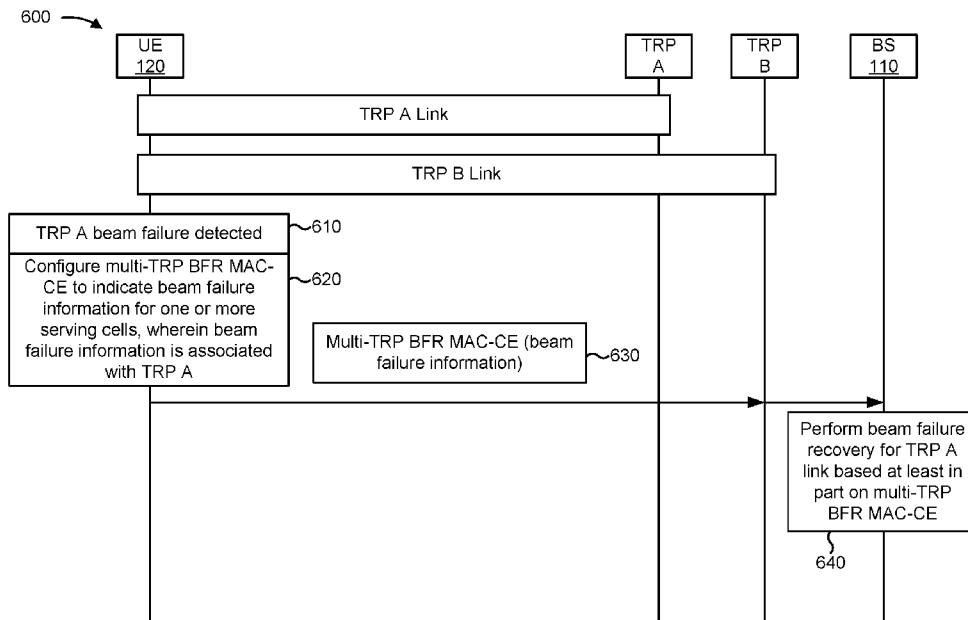 600
UE
120
TRP
A
TRP
B
BS
110
TRP A Link
TRP B Link
TRP A beam failure detected
610
Configure multi-TRP BFR MAC-
CE to indicate beam failure
information for one or more
serving cells, wherein beam
failure information is associated
with TRP A
620
Multi-TRP BFR MAC-CE (beam
failure information)
630
Perform beam failure
recovery for TRP A
link based at least in
part on multi-TRP
BFR MAC-CE
640